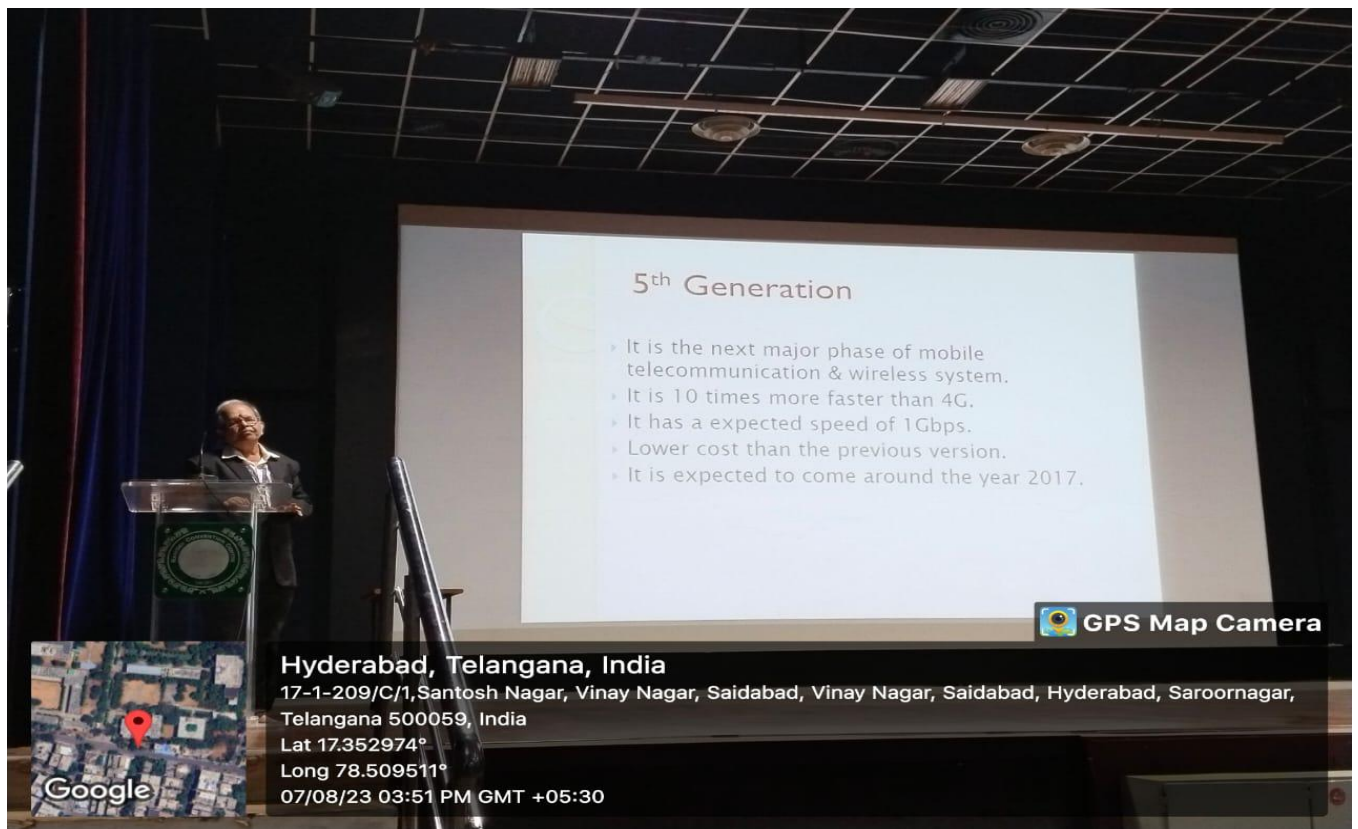 5th Generation
It is the next major phase of mobile
telecommunication & wireless system.
It is 10 times more faster than 4G.
It has a expected speed of 1Gbps.
Lower cost than the previous version.
It is expected to come around the year 2017.
GPS Map Camera
Hyderabad, Telangana, India
17-1-209/C/1,Santosh Nagar, Vinay Nagar, Saidabad, Vinay Nagar, Saidabad, Hyderabad, Saroornagar,
Telangana 500059, India
Lat 17.352974°
Long 78.509511°
07/08/23 03:51 PM GMT +05:30
Google